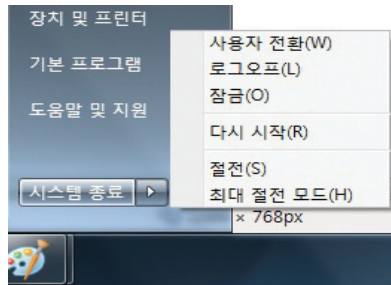 장치 및 프린터
기본 프로그램
도움말 및 지원
시스템 종료
사용자 전환(W)
로그오프(L)
잠금(O)
다시 시작(R)
절전(S)
최대 절전 모드(H)
× 768px